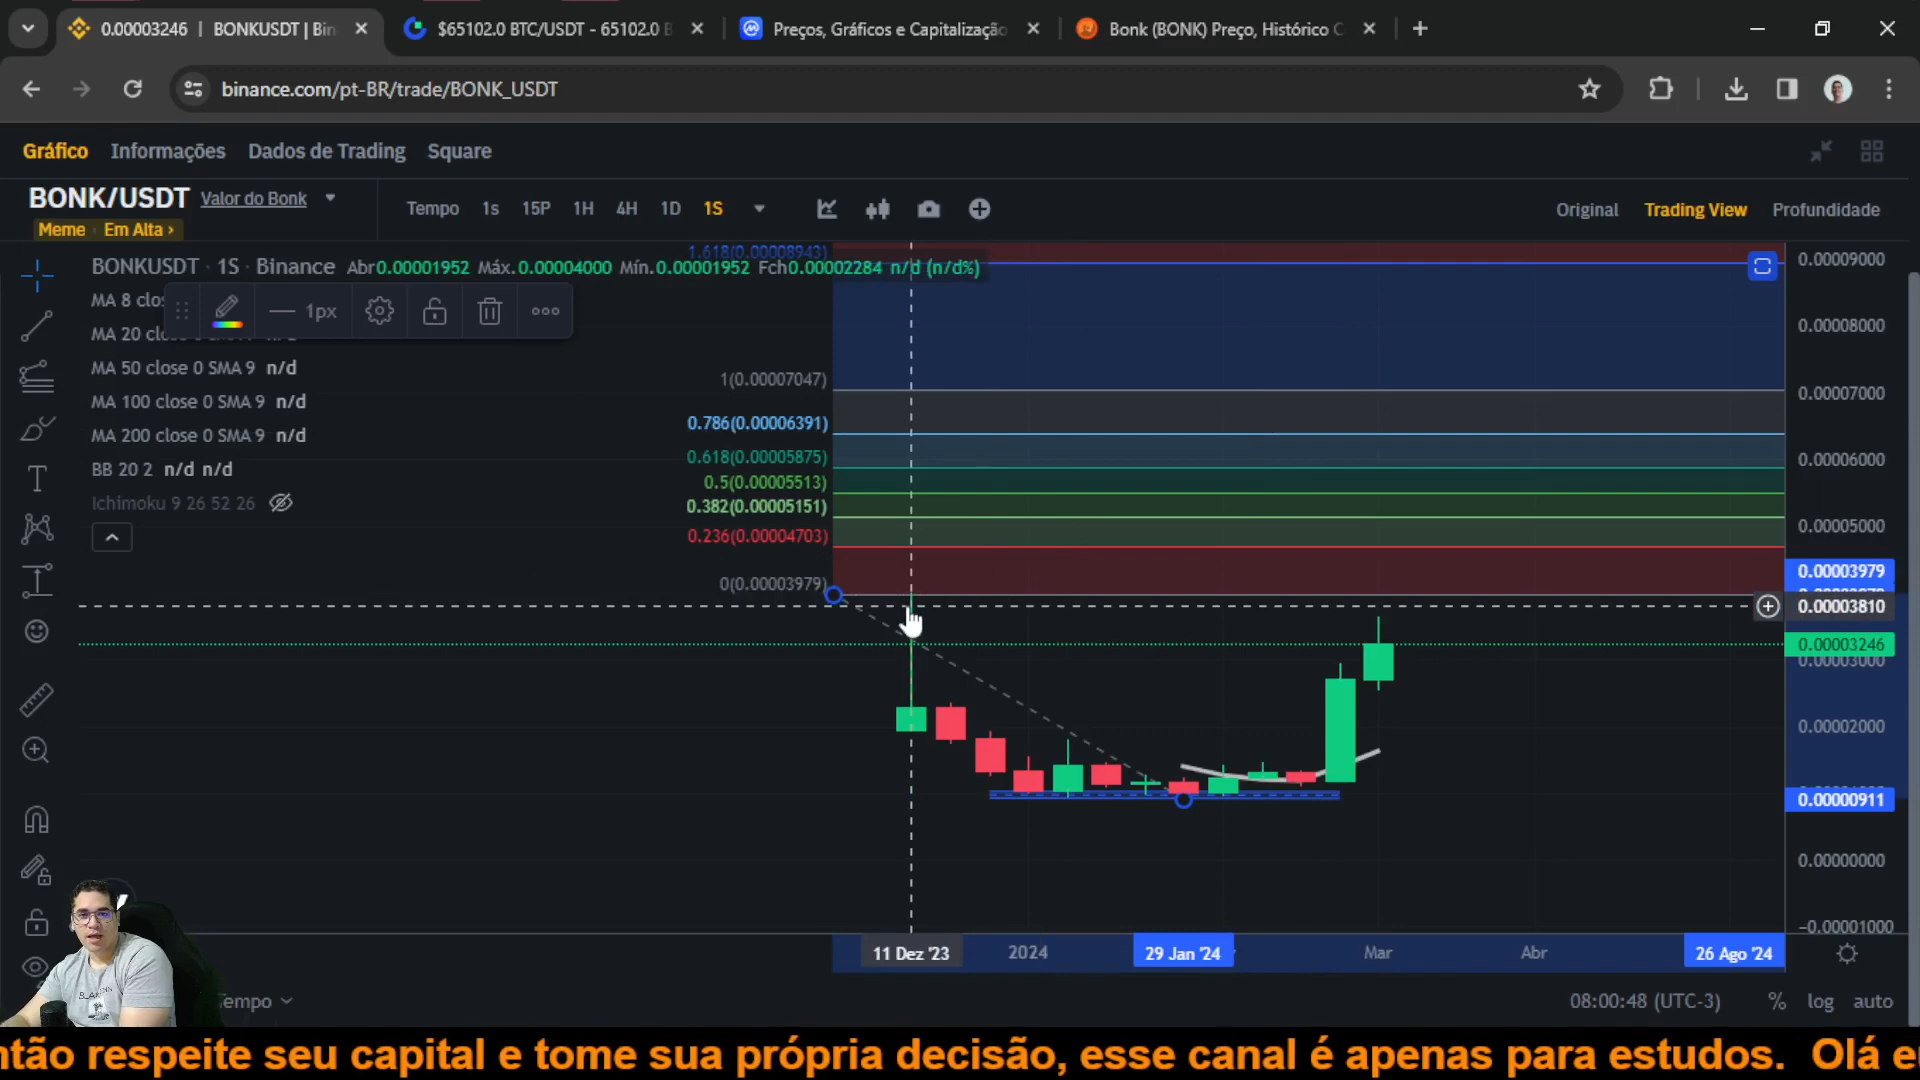 0.00003246 | BONKUSDT | Bin
$65102.0 BTC/USDT - 65102.0 B
Preços, Gráficos e Capitalização
Bonk (BONK) Preço, Histórico C
binance.com/pt-BR/trade/BONK_USDT
Gráfico Informações Dados de Trading Square
BONK/USDT Valor do Bonk
Meme Em Alta ›
Tempo 1s 15P 1H 4H 1D 1S
Original Trading View Profundidade
1.618(0.00008943)
BONKUSDT · 1S · Binance Abr0.00001952 Máx.0.00004000 Mín.0.00001952 Fch0.00002284 n/d (n/d%)
MA 8 clos
1px
MA 20 clo
MA 50 close 0 SMA 9 n/d
MA 100 close 0 SMA 9 n/d
MA 200 close 0 SMA 9 n/d
BB 20 2 n/d n/d
Ichimoku 9 26 52 26
1(0.00007047)
0.786(0.00006391)
0.618(0.00005875)
0.5(0.00005513)
0.382(0.00005151)
0.236(0.00004703)
0(0.00003979)
0.00009000
0.00008000
0.00007000
0.00006000
0.00005000
0.00003979
0.00003810
0.00003246
0.00003000
0.00002000
0.00000911
0.00000000
-0.00001000
11 Dez '23 2024 29 Jan '24 Mar Abr 26 Ago '24
Tempo
08:00:48 (UTC-3) % log auto
ntão respeite seu capital e tome sua própria decisão, esse canal é apenas para estudos. Olá e